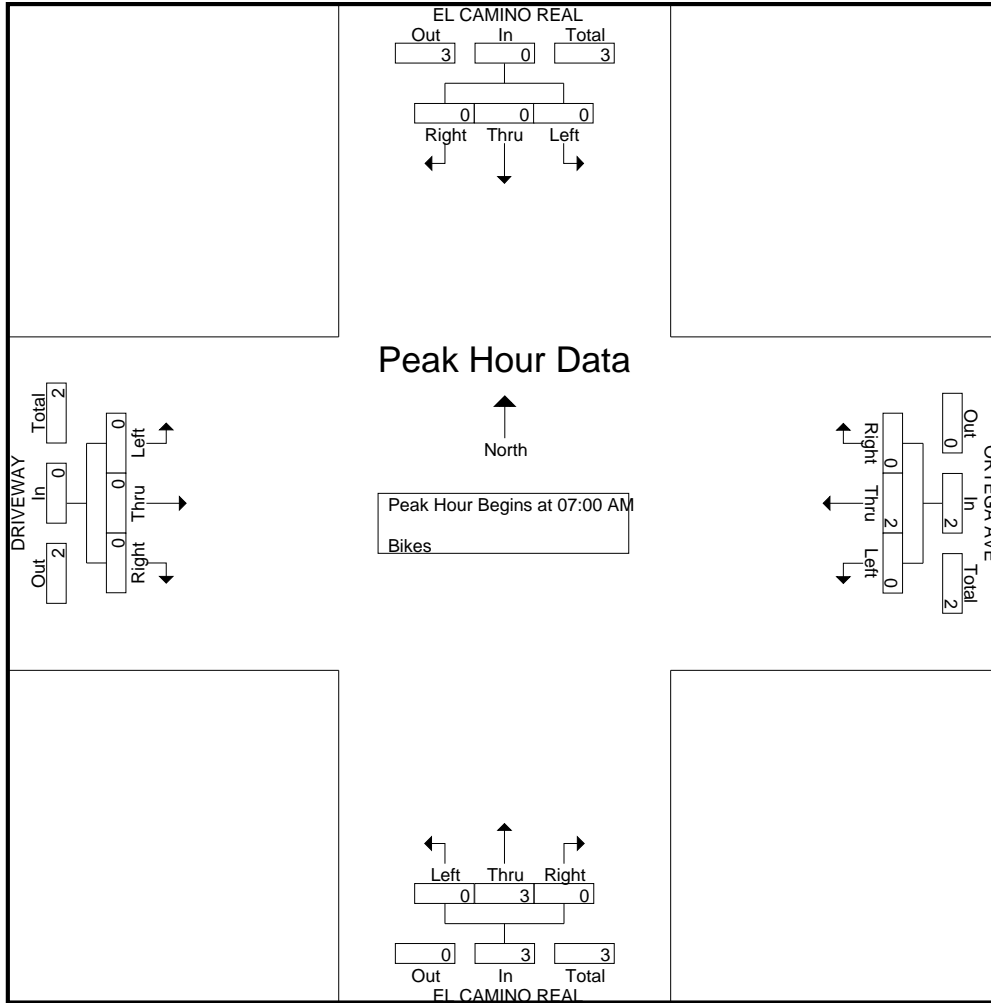 EL CAMINO REAL
Out In Total
3 0 3
0 0 0
Right Thru Left
Peak Hour Data
North
Peak Hour Begins at 07:00 AM
Bikes
DRIVEWAY
Out In Total
2 0 2
Right Thru Left
0 0 0
ORTEGA AVE
Out In Total
0 2 2
Right Thru Left
0 2 0
Left Thru Right
0 3 0
0 3 3
Out In Total
EL CAMINO REAL